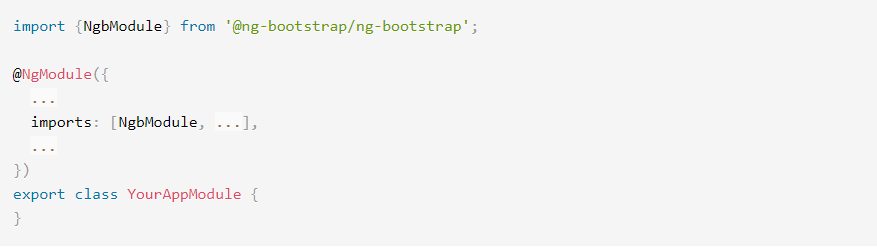 import {NgbModule} from '@ng-bootstrap/ng-bootstrap';
@NgModule({
...
imports: [NgbModule, ...],
...
})
export class YourAppModule {
}